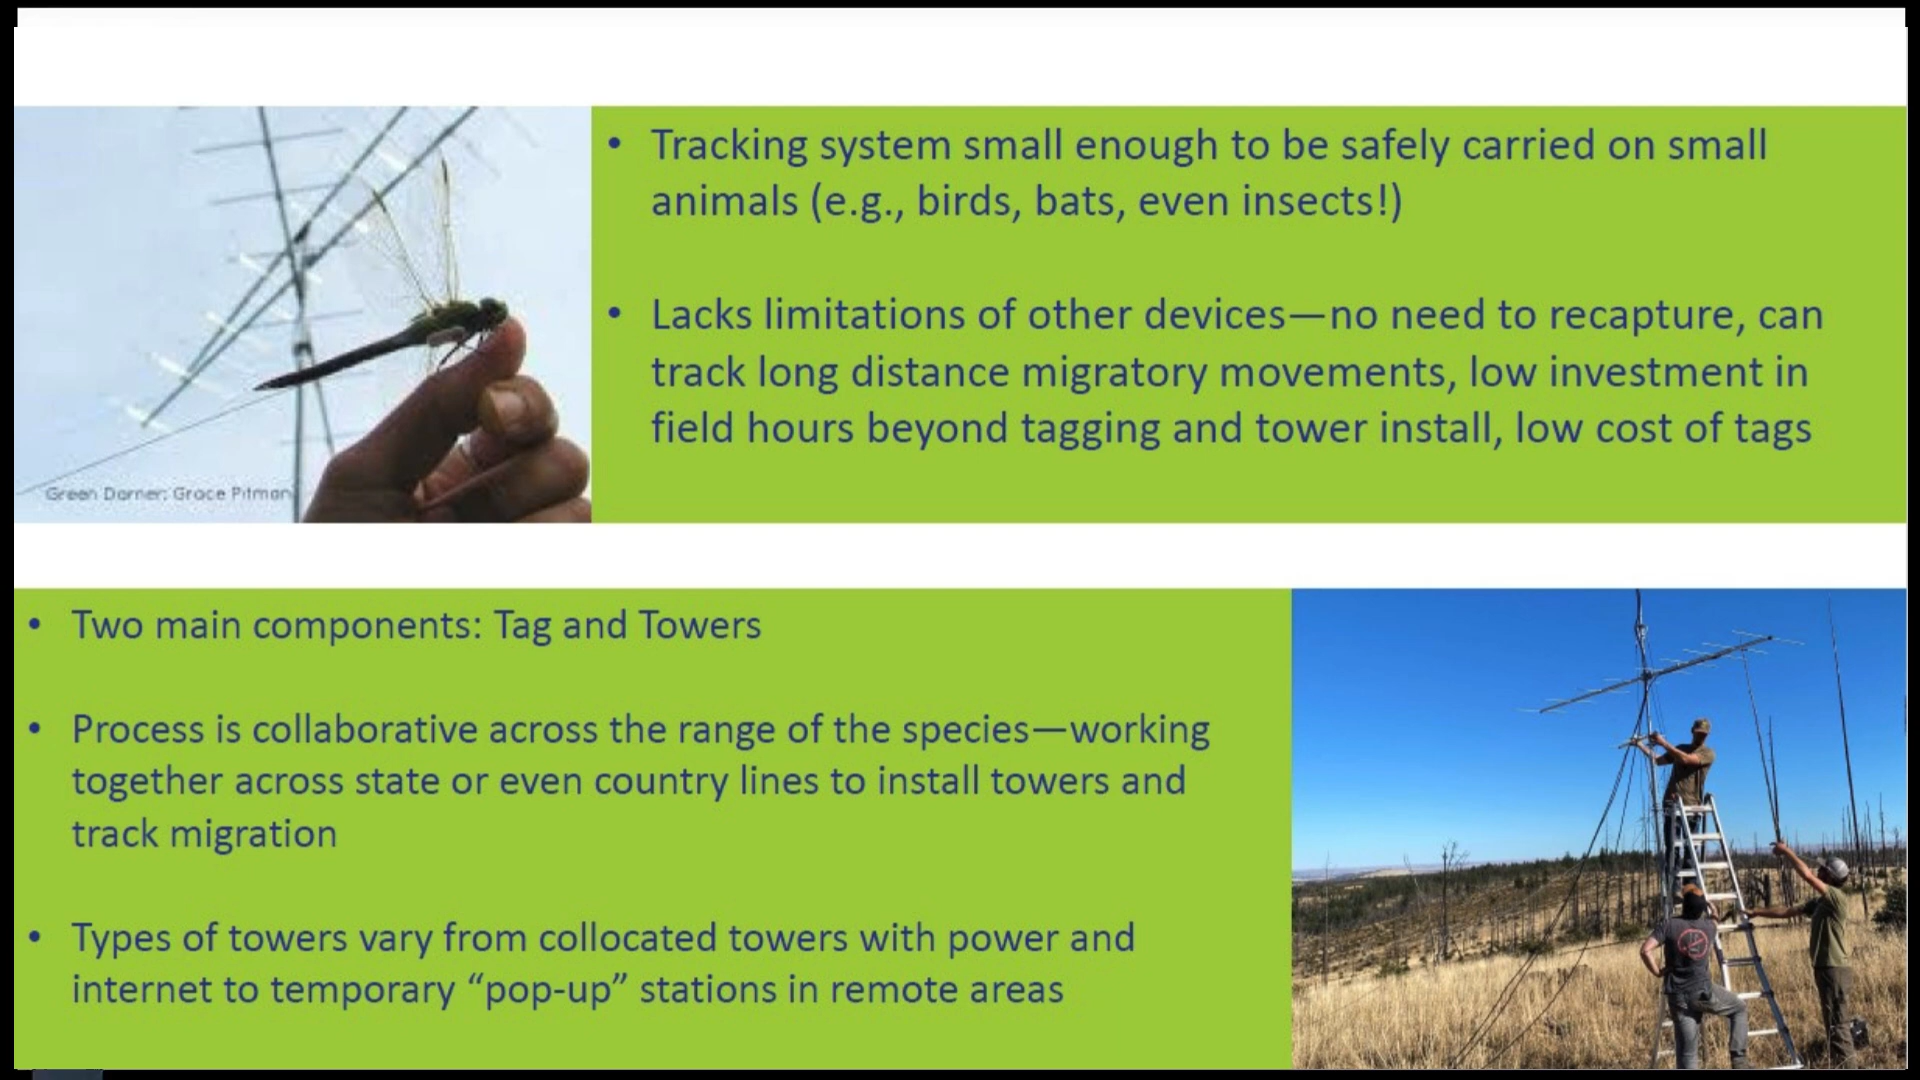 • Tracking system small enough to be safely carried on small
animals (e.g., birds, bats, even insects!)
• Lacks limitations of other devices—no need to recapture, can
track long distance migratory movements, low investment in
field hours beyond tagging and tower install, low cost of tags
Green Darner; Grace Pitman
• Two main components: Tag and Towers
• Process is collaborative across the range of the species—working
together across state or even country lines to install towers and
track migration
• Types of towers vary from collocated towers with power and
internet to temporary “pop-up” stations in remote areas